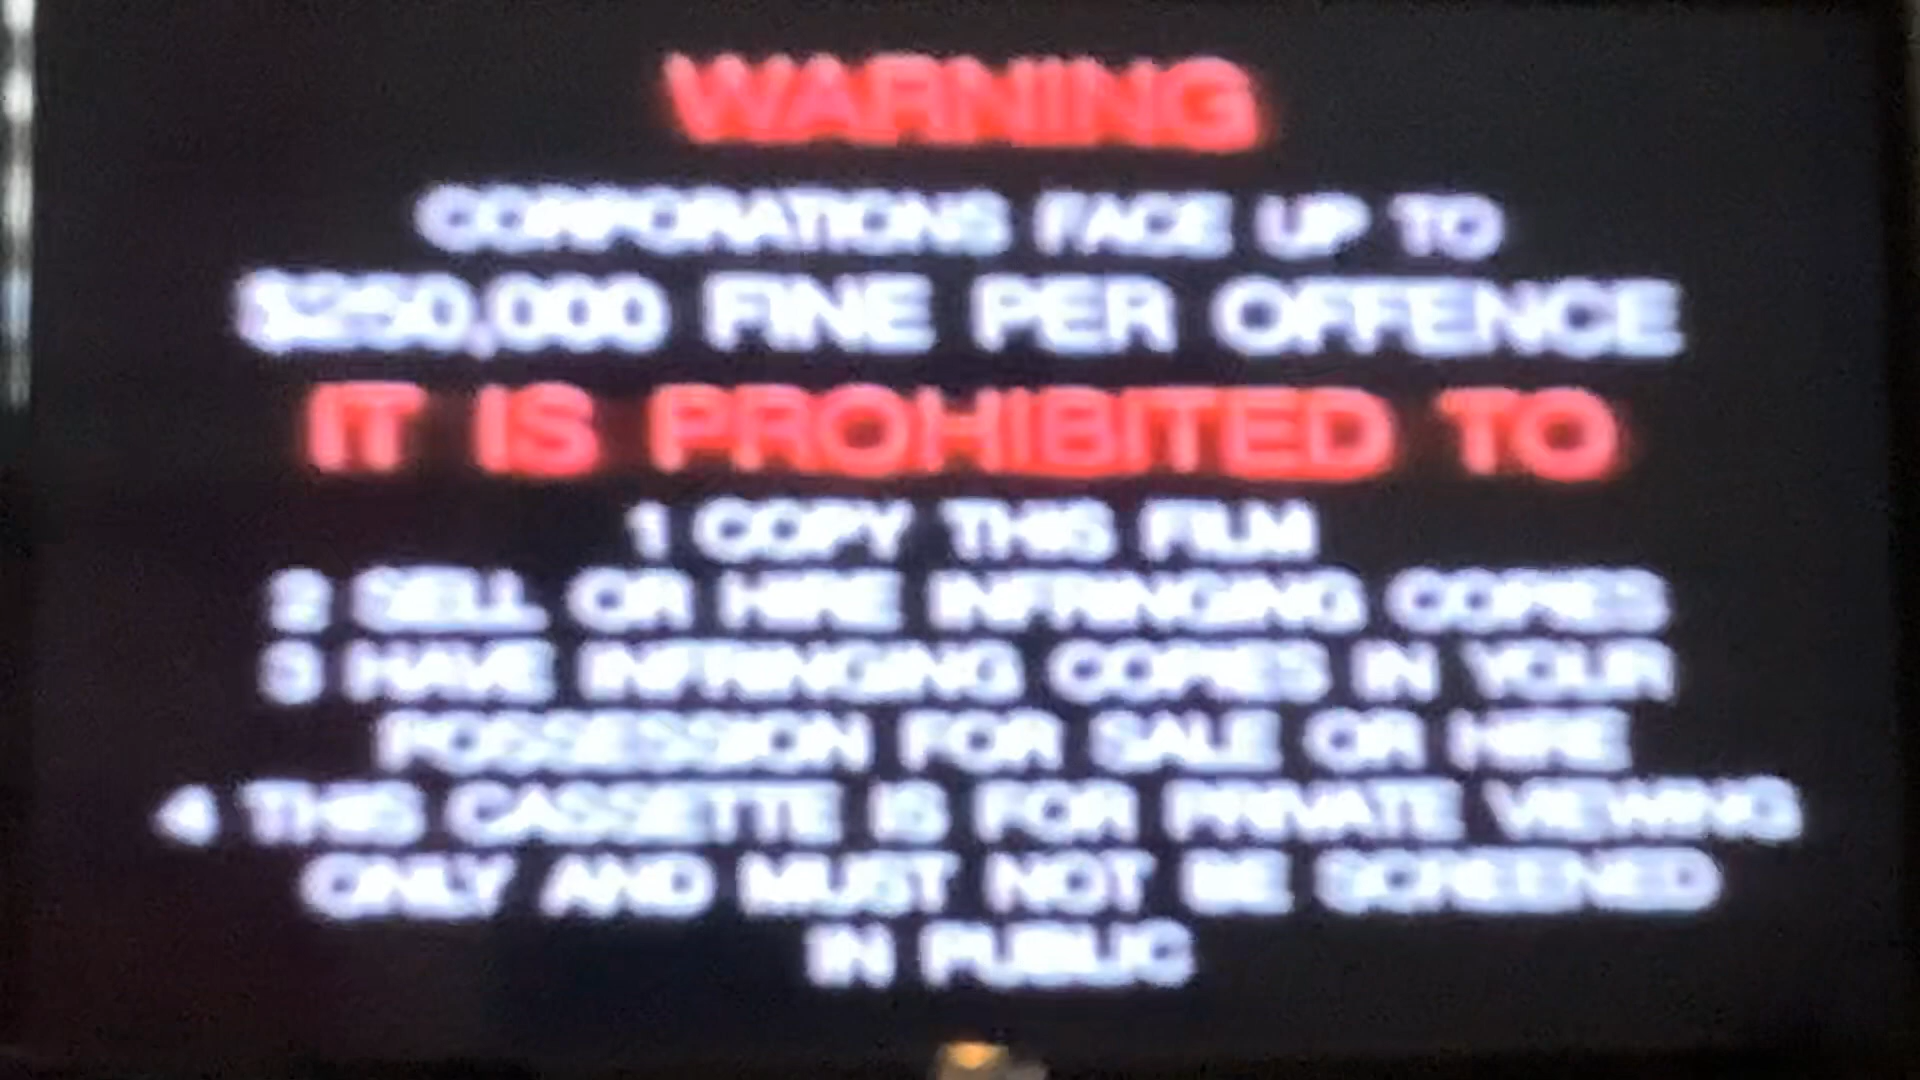 WARNING
CORPORATIONS FACE UP TO
$250,000 FINE PER OFFENCE
IT IS PROHIBITED TO
1 COPY THIS FILM
2 SELL OR HIRE INFRINGING COPIES
3 HAVE INFRINGING COPIES IN YOUR
POSSESSION FOR SALE OR HIRE
4 THIS CASSETTE IS FOR PRIVATE VIEWING
ONLY AND MUST NOT BE SCREENED
IN PUBLIC